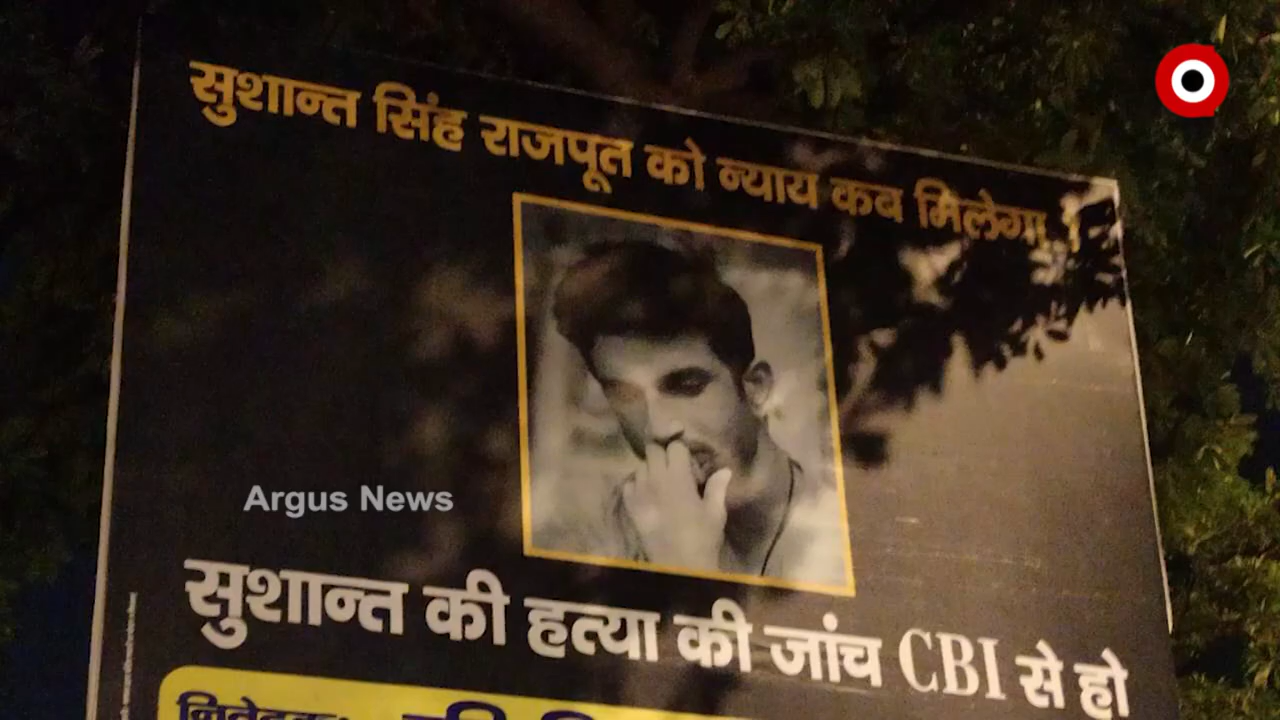 सुशान्त सिंह राजपूत को न्याय कब मिलेगा
Argus News
सुशान्त की हत्या की जांच CBI से हो